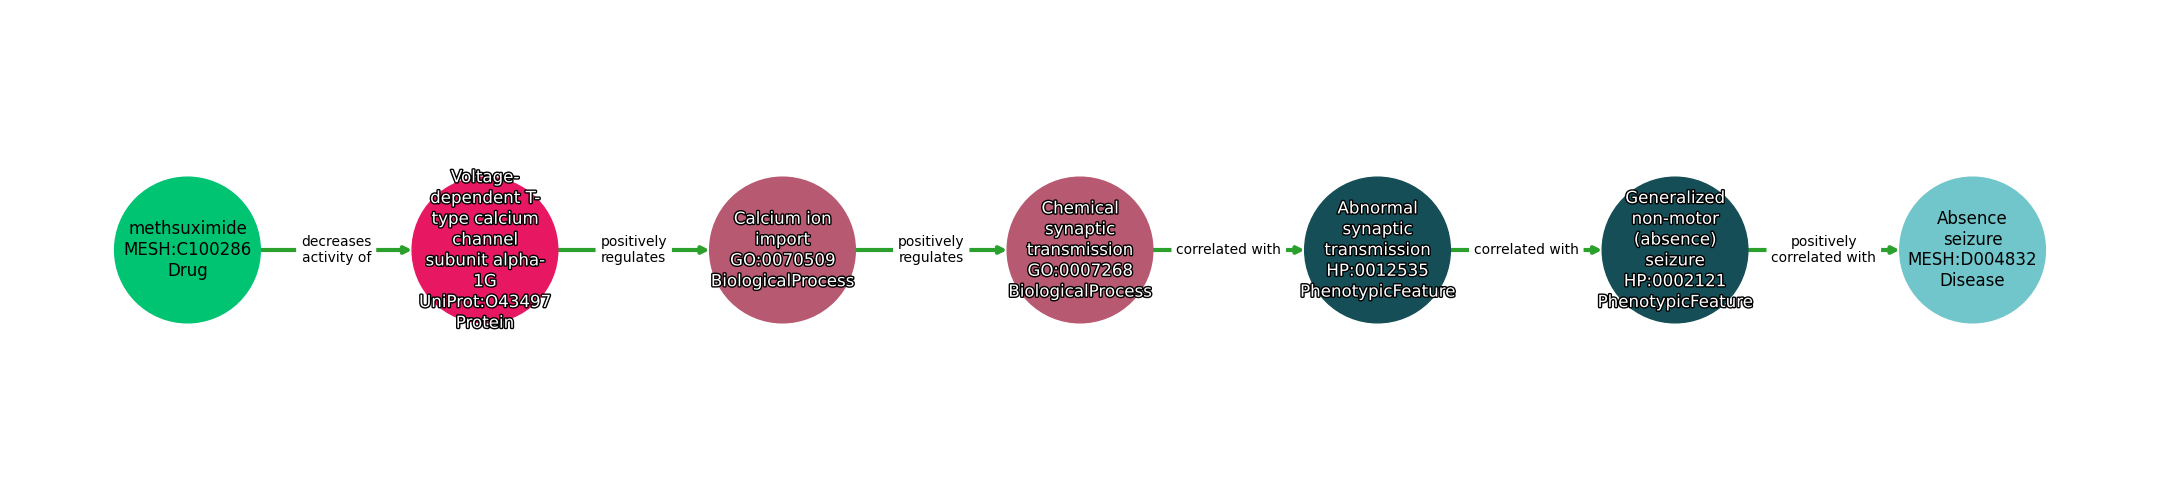 methsuximide
MESH:C100286
Drug
decreases
activity of
Voltage-
dependent T-
type calcium
channel
subunit alpha-
1G
UniProt:O43497
Protein
positively
regulates
Calcium ion
import
GO:0070509
BiologicalProcess
positively
regulates
Chemical
synaptic
transmission
GO:0007268
BiologicalProcess
correlated with
Abnormal
synaptic
transmission
HP:0012535
PhenotypicFeature
correlated with
Generalized
non-motor
(absence)
seizure
HP:0002121
PhenotypicFeature
positively
correlated with
Absence
seizure
MESH:D004832
Disease